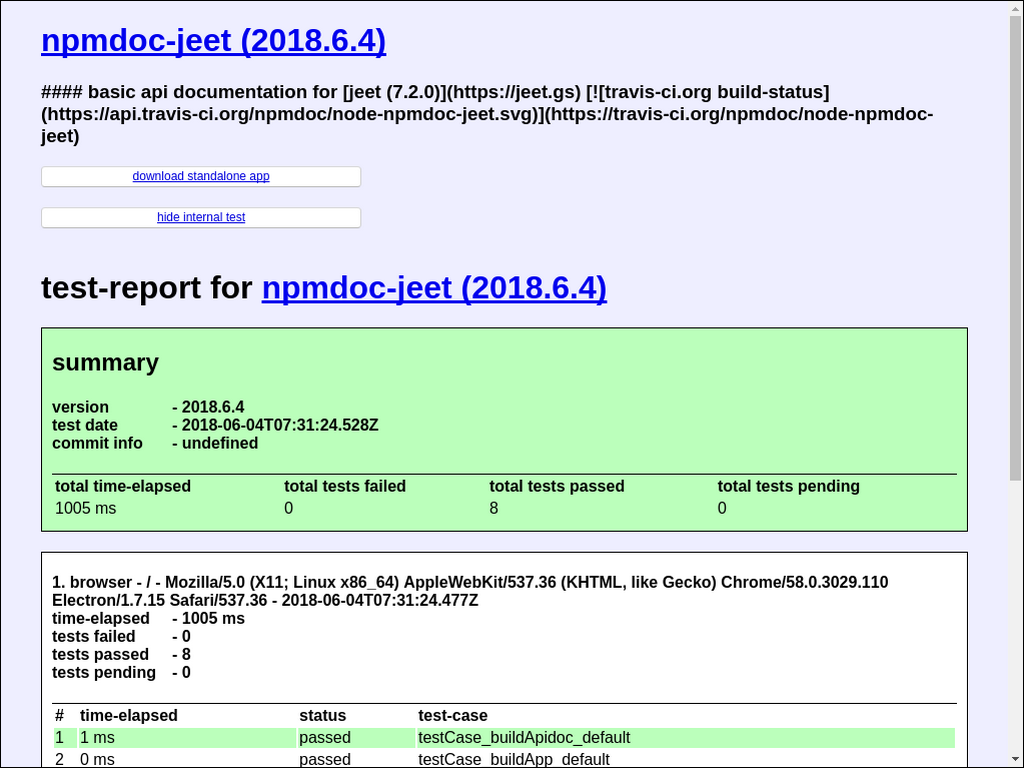 npmdoc-jeet (2018.6.4)
#### basic api documentation for [jeet (7.2.0)](https://jeet.gs) [![travis-ci.org build-status]
(https://api.travis-ci.org/npmdoc/node-npmdoc-jeet.svg)](https://travis-ci.org/npmdoc/node-npmdoc-
jeet)
download standalone app
hide internal test
test-report for npmdoc-jeet (2018.6.4)
summary
version - 2018.6.4
test date - 2018-06-04T07:31:24.528Z
commit info - undefined
total time-elapsed total tests failed total tests passed total tests pending
1005 ms 0 8 0
1. browser - / - Mozilla/5.0 (X11; Linux x86_64) AppleWebKit/537.36 (KHTML, like Gecko) Chrome/58.0.3029.110
Electron/1.7.15 Safari/537.36 - 2018-06-04T07:31:24.477Z
time-elapsed - 1005 ms
tests failed - 0
tests passed - 8
tests pending - 0
# time-elapsed status test-case
1 1 ms passed testCase_buildApidoc_default
2 0 ms passed testCase_buildApp_default